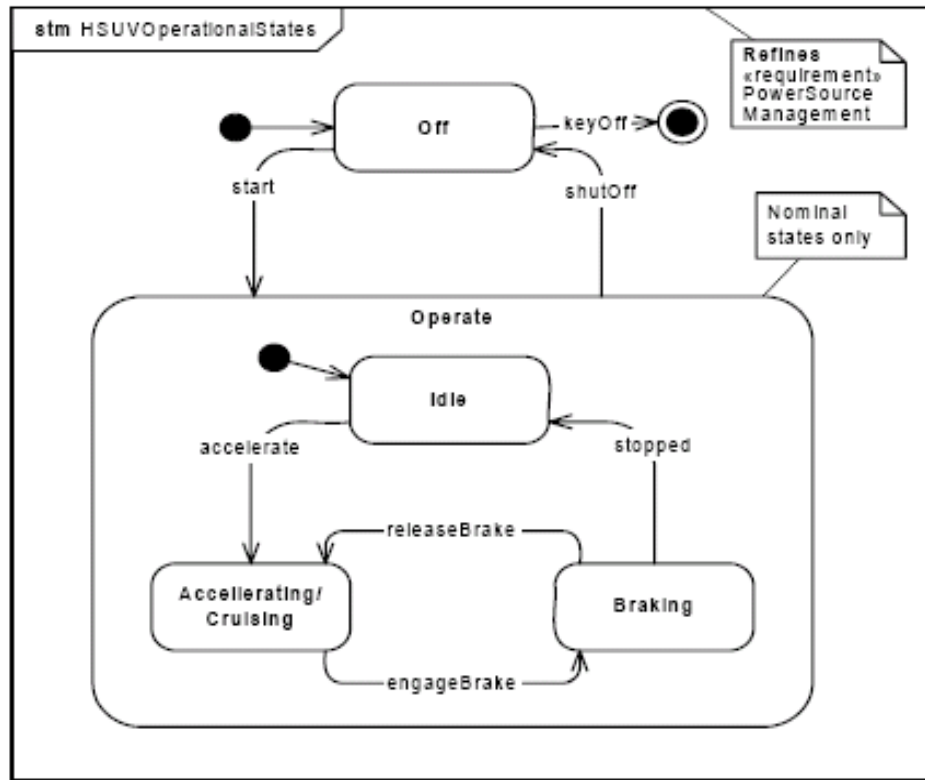 stm HSUVOperationalStates
Refines
«requirement»
PowerSource
Management
Off
keyOff
start
shutOff
Nominal
states only
Operate
Idle
accelerate
stopped
releaseBrake
Accellerating/
Cruising
Braking
engageBrake